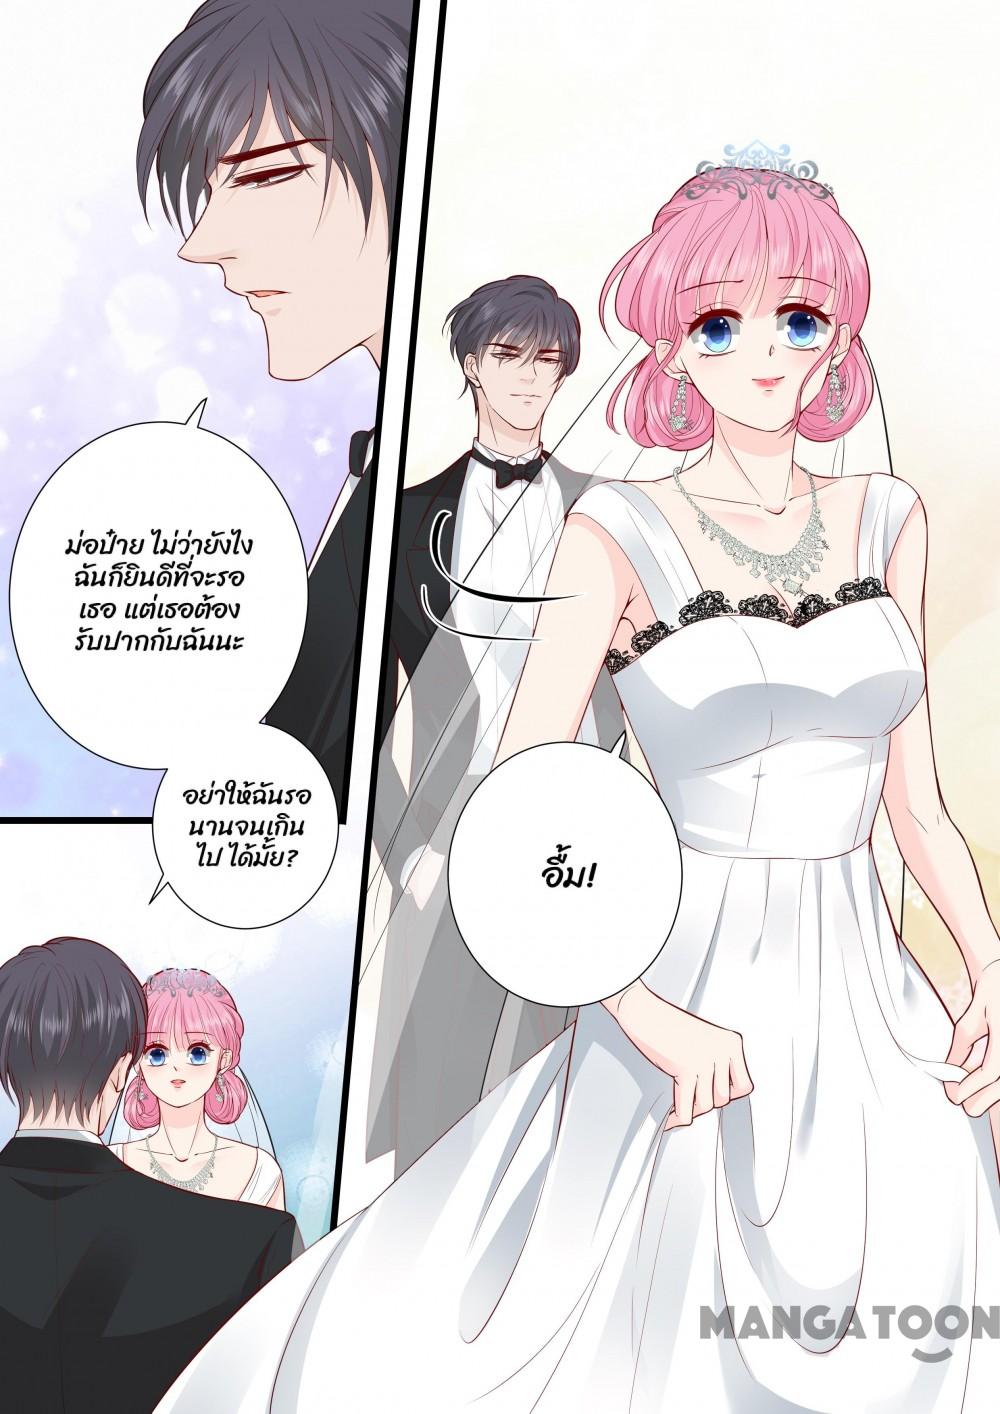 ม่อป๋าย ไม่ว่ายังไง
ฉันก็ยินดีที่จะรอ
เธอ แต่เธอต้อง
รับปากกับฉันนะ
อย่าให้ฉันรอ
นานจนเกิน
ไป ได้มั้ย?
อื้ม!
MANGATOON